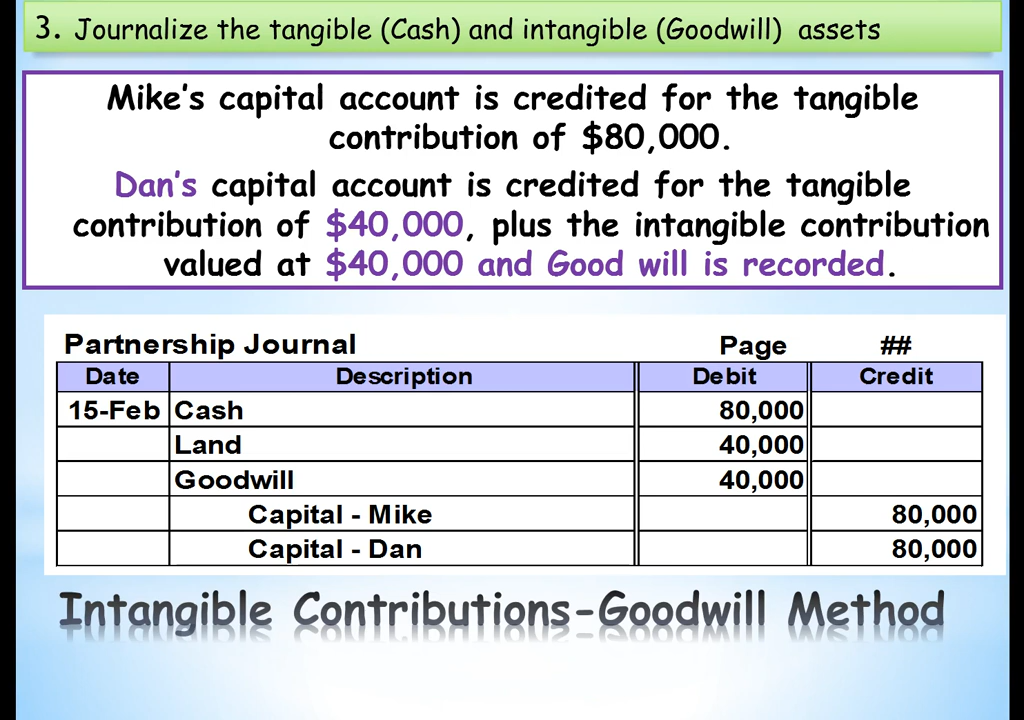 3. Journalize the tangible (Cash) and intangible (Goodwill) assets
Mike's capital account is credited for the tangible
contribution of $80,000.
Dan's capital account is credited for the tangible
contribution of $40,000, plus the intangible contribution
valued at $40,000 and Good will is recorded.
Partnership Journal Page ##
Date Description Debit Credit
15-Feb Cash 80,000
Land 40,000
Goodwill 40,000
Capital - Mike 80,000
Capital - Dan 80,000
Intangible Contributions-Goodwill Method